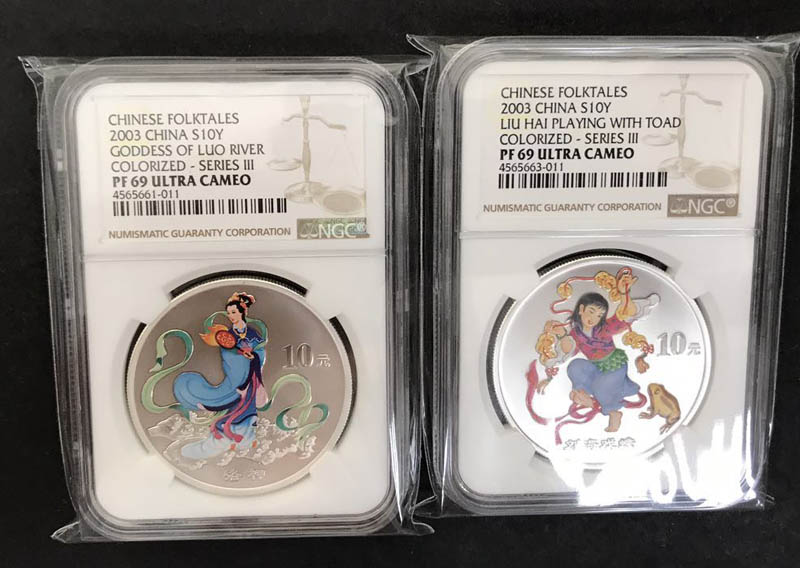 CHINESE FOLKTALES
2003 CHINA S10Y
GODDESS OF LUO RIVER
COLORIZED - SERIES III
PF 69 ULTRA CAMEO
4565661-011
NUMISMATIC GUARANTY CORPORATION NGC
10元
洛神
CHINESE FOLKTALES
2003 CHINA S10Y
LIU HAI PLAYING WITH TOAD
COLORIZED - SERIES III
PF 69 ULTRA CAMEO
4565663-011
NUMISMATIC GUARANTY CORPORATION NGC®
10元